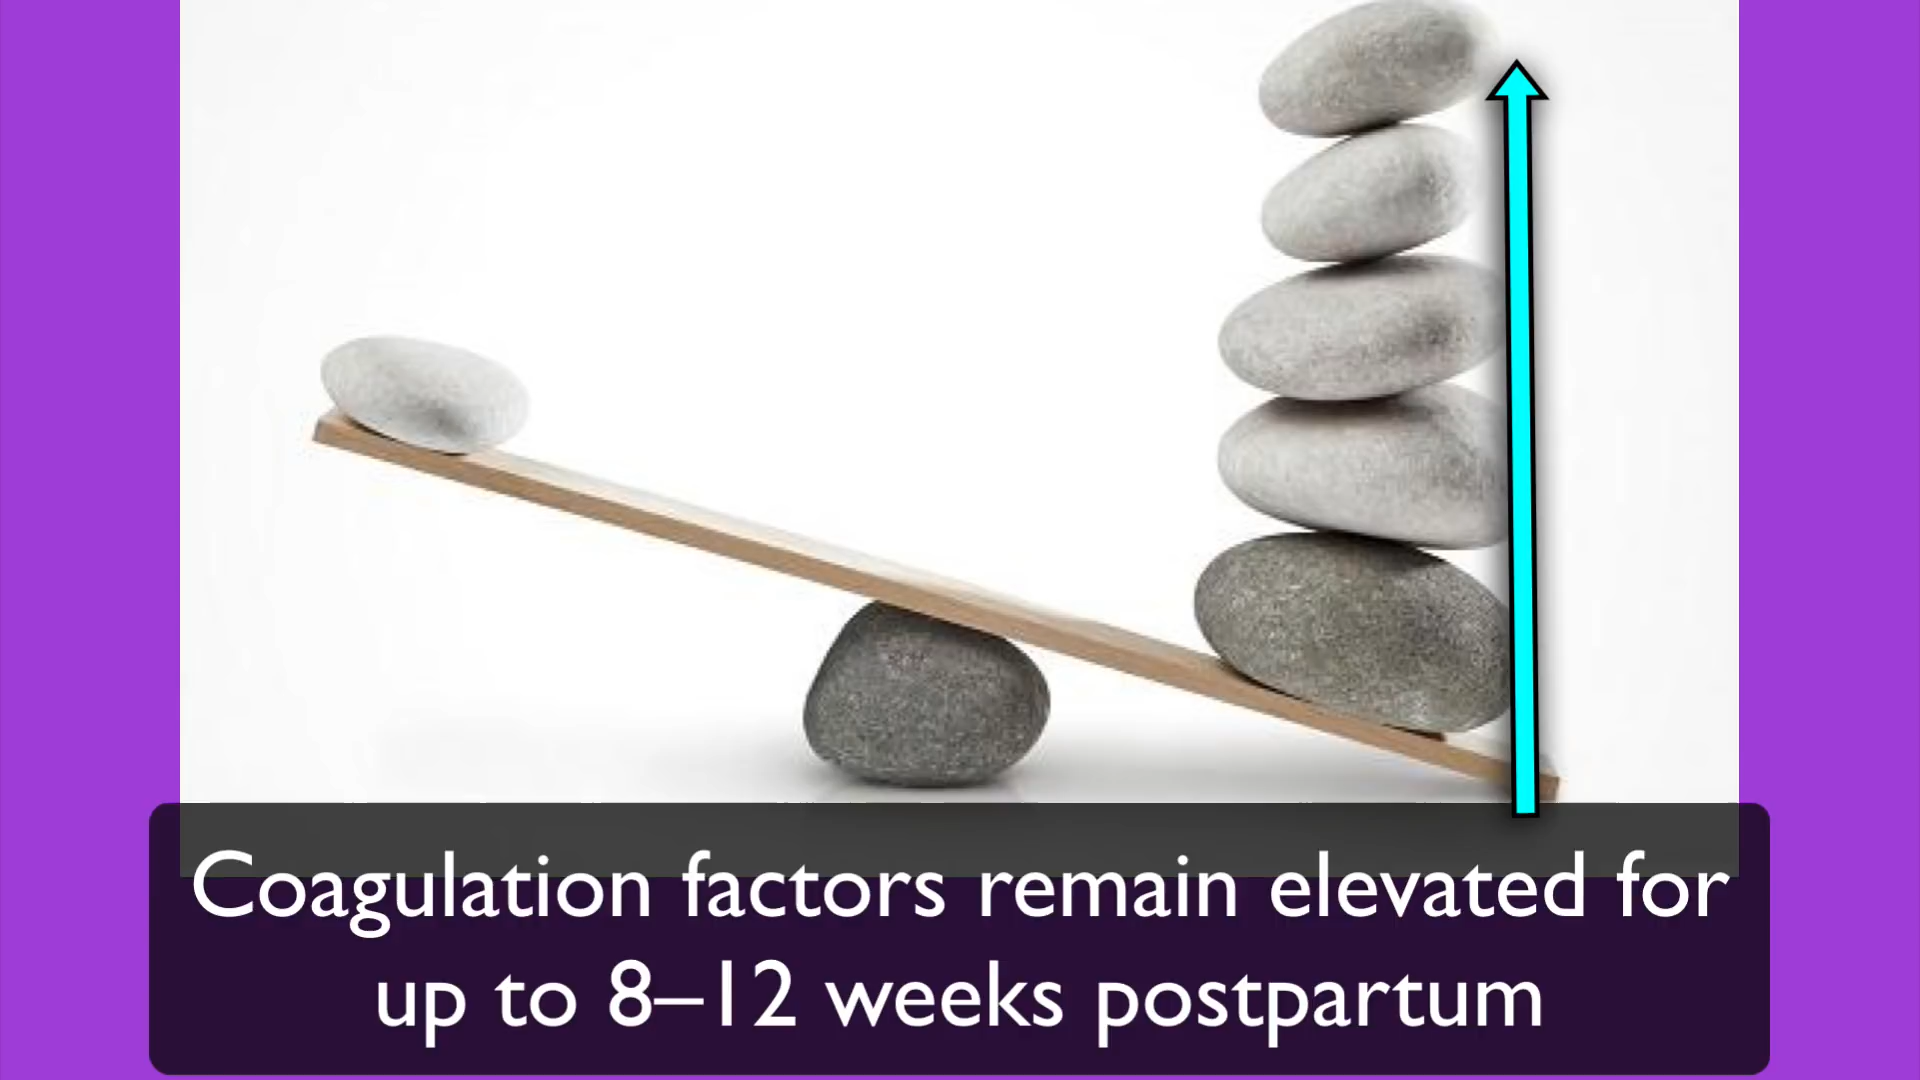 Coagulation factors remain elevated for
up to 8–12 weeks postpartum